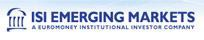 ISI EMERGING MARKETS
A EUROMONEY INSTITUTIONAL INVESTOR COMPANY